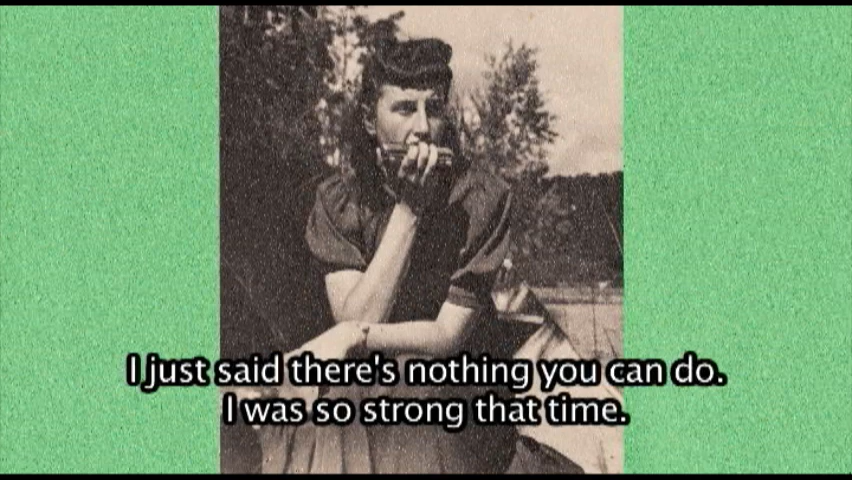 I just said there's nothing you can do.
I was so strong that time.